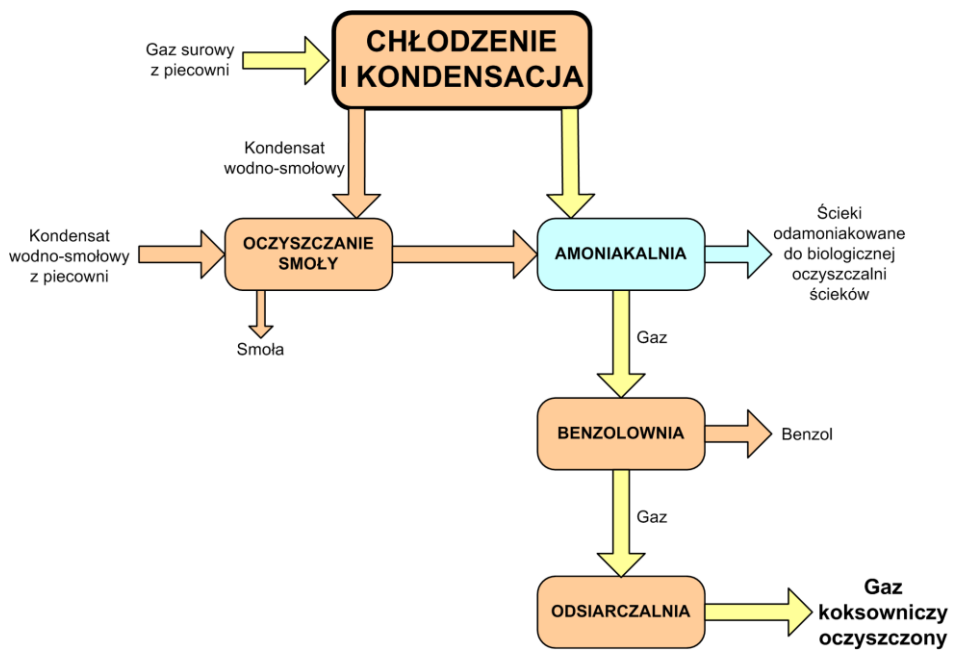 CHŁODZENIE
I KONDENSACJA
Gaz surowy
z piecowni
Kondensat
wodno-smołowy
Kondensat
wodno-smołowy
z piecowni
OCZYSZCZANIE
SMOŁY
AMONIAKALNIA
Ścieki
odamoniakowane
do biologicznej
oczyszczalni
ścieków
Smoła
Gaz
BENZOLOWNIA
Benzol
Gaz
ODSIARCZALNIA
Gaz
koksowniczy
oczyszczony